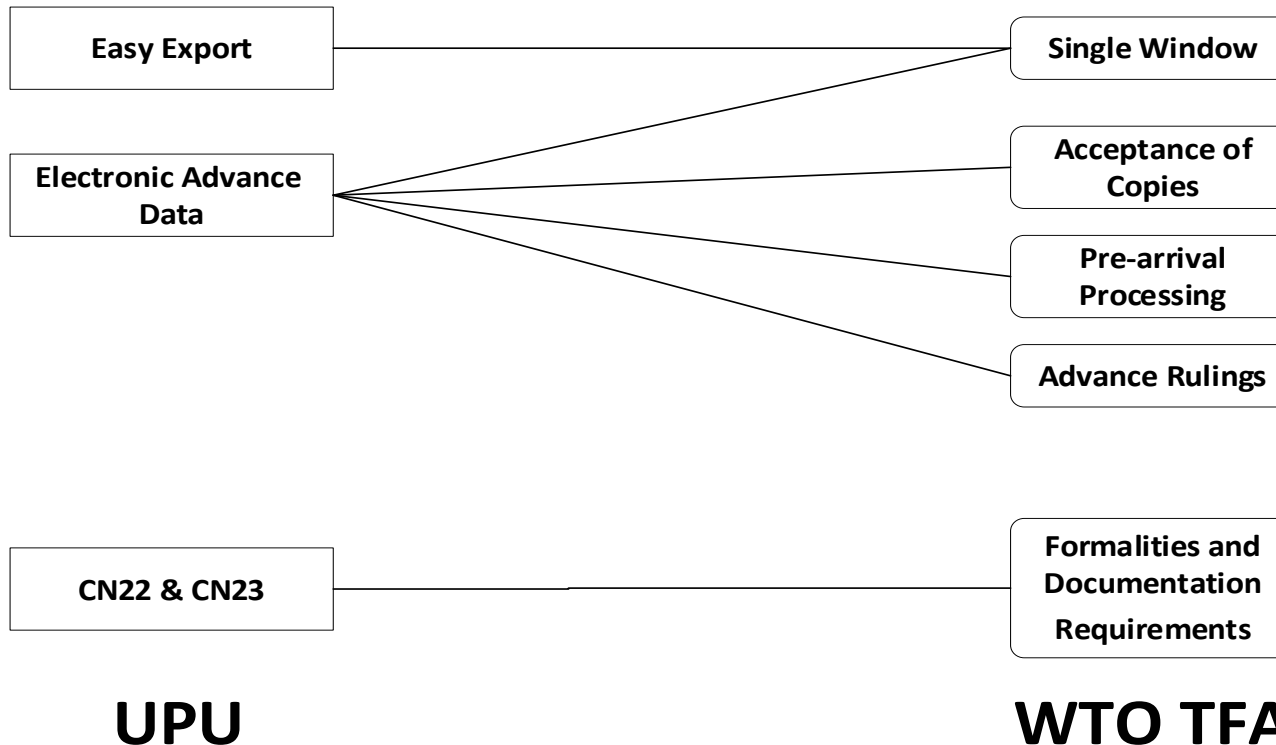 Easy Export
Single Window
Electronic Advance
Data
Acceptance of
Copies
Pre-arrival
Processing
Advance Rulings
CN22 & CN23
Formalities and
Documentation
Requirements
UPU
WTO TFA